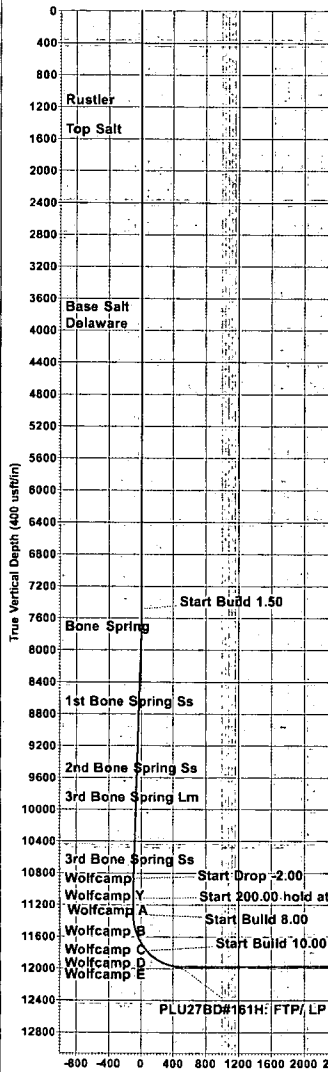 0
400
800
Rustler
1200
Top Salt
1600
2000
2400
2800
3200
3600
Base Salt
Delaware
4000
4400
4800
5200
5600
6000
6400
6800
7200
Start Build 1.50
7600
Bone Spring
8000
8400
1st Bone Spring Ss
8800
9200
2nd Bone Spring Ss
9600
3rd Bone Spring Lm
10000
10400
3rd Bone Spring Ss
10800
Wolfcamp
Start Drop -2.00
Wolfcamp Y
Start 200.00 hold at
11200
Wolfcamp A
Start Build 8.00
Wolfcamp B
11600
Start Build 10.00
Wolfcamp C
Wolfcamp D
12000
Wolfcamp E
12400
PLU27BD#161H: FTP/ LP
12800
True Vertical Depth (400 usft/in)
-800 -400 0 400 800 1200 1600 2000